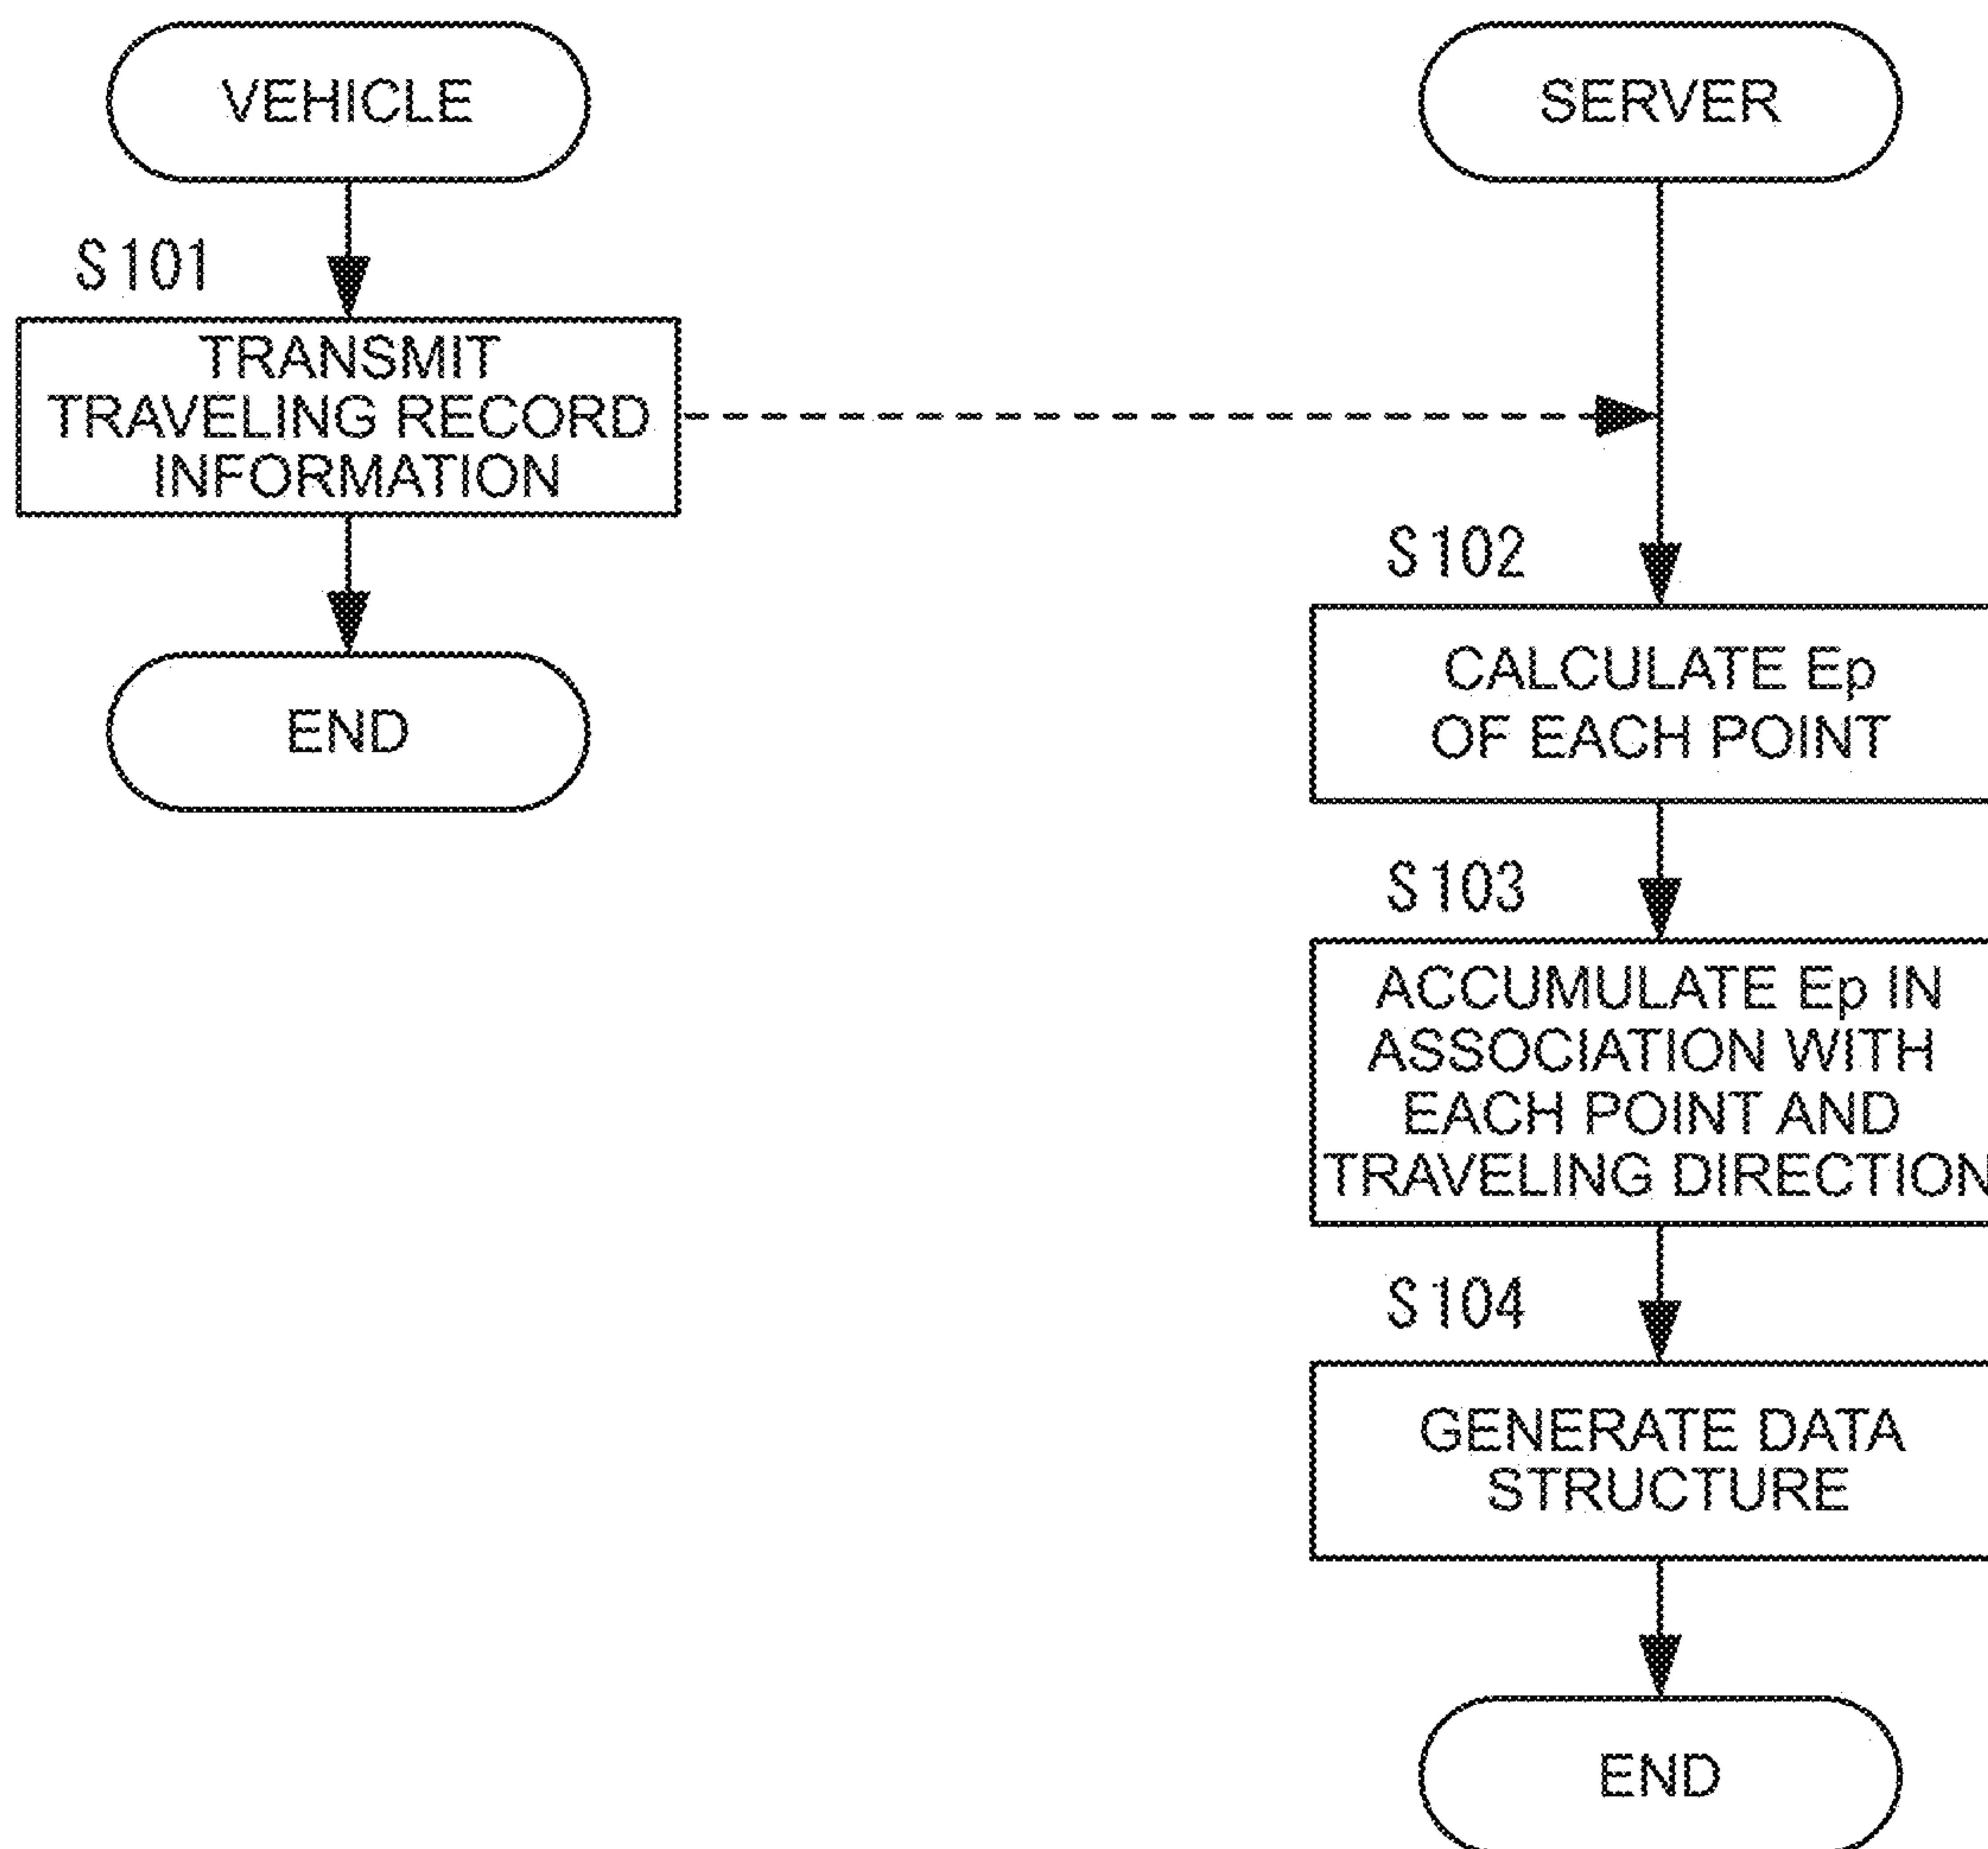 VEHICLE
S101
TRANSMIT
TRAVELING RECORD
INFORMATION
END
SERVER
S102
CALCULATE Ep
OF EACH POINT
S103
ACCUMULATE Ep IN
ASSOCIATION WITH
EACH POINT AND
TRAVELING DIRECTION
S104
GENERATE DATA
STRUCTURE
END